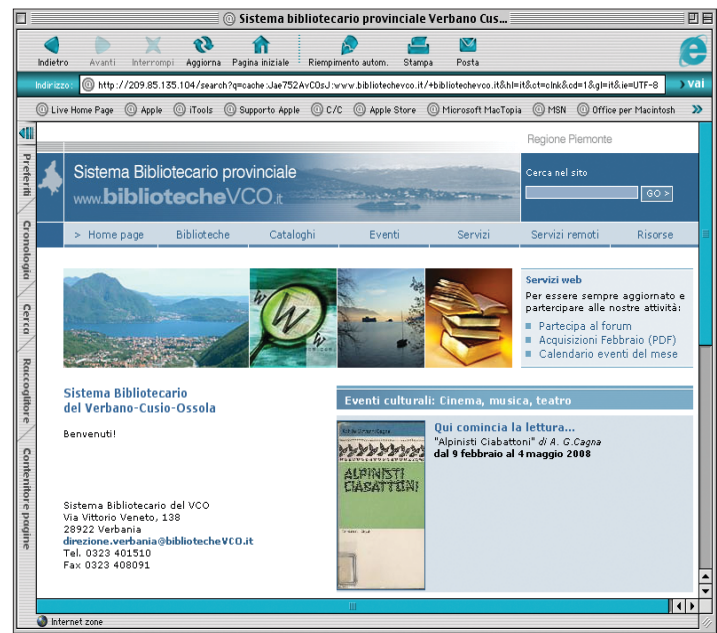 Sistema bibliotecario provinciale Verbano Cus...
Indietro Avanti Interrompi Aggiorna Pagina iniziale Riempimento autom. Stampa Posta
Indirizzo: http://209.85.135.104/search?q=cache:Jae752AvC0sJ:www.bibliotechevco.it/+bibliotechevco.it&hl=it&ct=clnk&cd=1&gl=it&ie=UTF-8 vai
Live Home Page Apple iTools Supporto Apple C/C Apple Store Microsoft MacTopia MSN Office per Macintosh
Preferiti
Cronologia
Cerca
Raccoglitore
Contenitore pagine
Regione Piemonte
Sistema Bibliotecario provinciale
www.bibliotecheVCO.it
Cerca nel sito
GO >
> Home page Biblioteche Cataloghi Eventi Servizi Servizi remoti Risorse
Servizi web
Per essere sempre aggiornato e
partercipare alle nostre attività:
Partecipa al forum
Acquisizioni Febbraio (PDF)
Calendario eventi del mese
Sistema Bibliotecario
del Verbano-Cusio-Ossola
Benvenuti!
Sistema Bibliotecario del VCO
Via Vittorio Veneto, 138
28922 Verbania
direzione.verbania@bibliotecheVCO.it
Tel. 0323 401510
Fax 0323 408091
Eventi culturali: Cinema, musica, teatro
ALPINISTI
CIABATTONI
Qui comincia la lettura...
"Alpinisti Ciabattoni" di A. G.Cagna
dal 9 febbraio al 4 maggio 2008
Internet zone